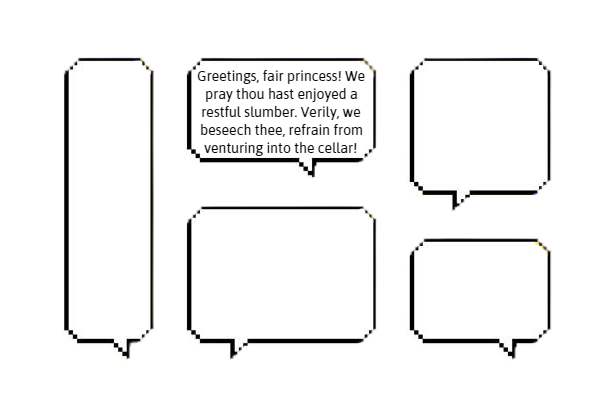 Greetings, fair princess! We
pray thou hast enjoyed a
restful slumber. Verily, we
beseech thee, refrain from
venturing into the cellar!